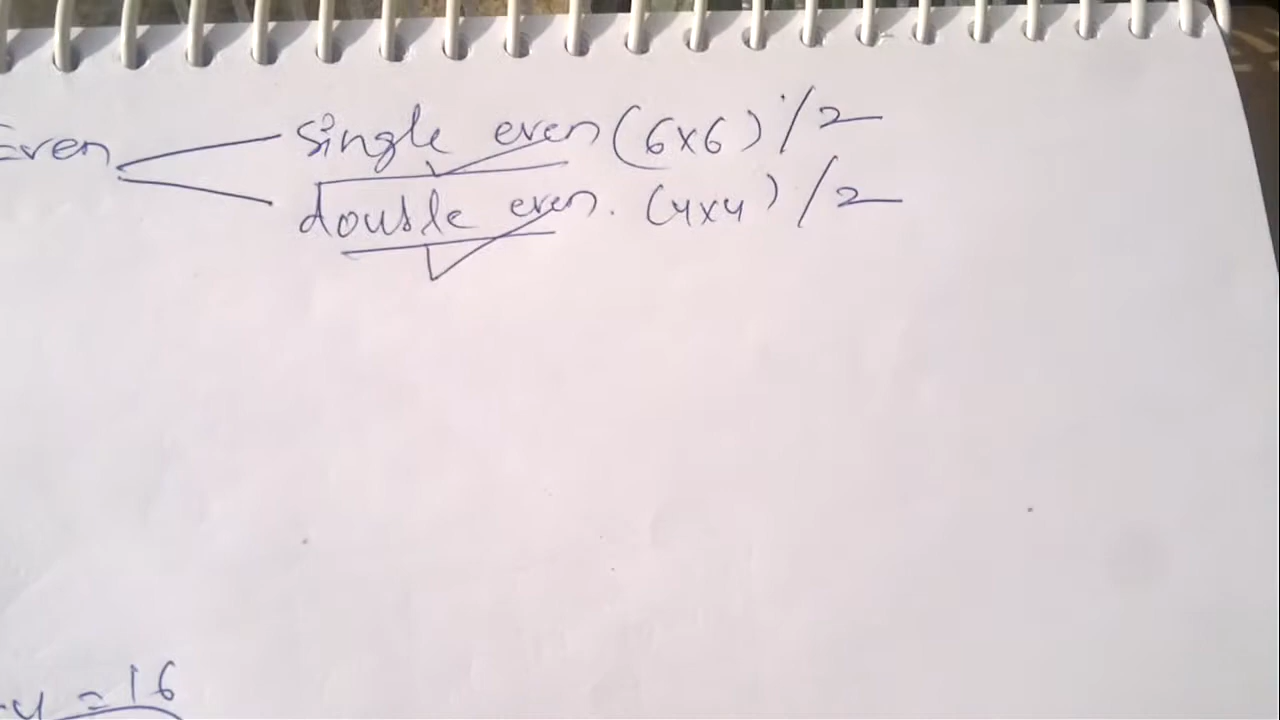 Even
single even (6x6) /2
double even. (4x4) /2
4 = 16